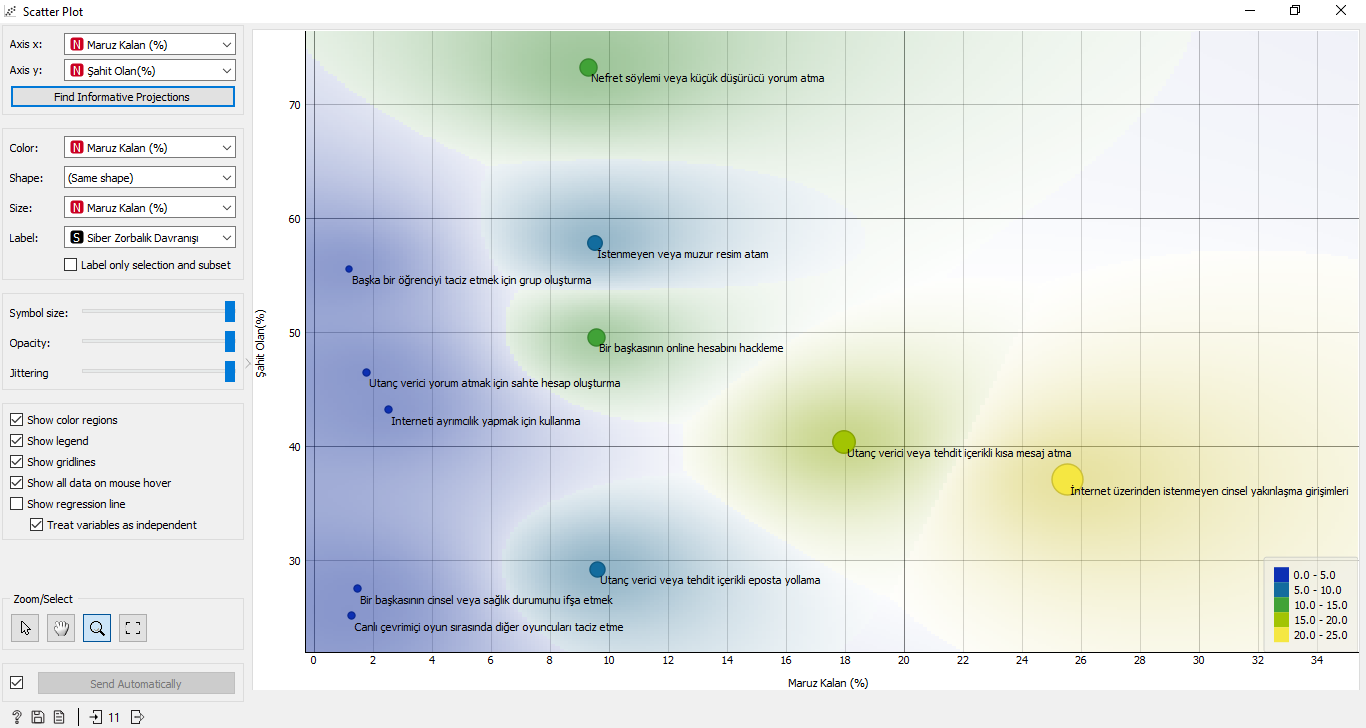 Scatter Plot
Axis x: N Maruz Kalan (%)
Axis y: N Şahit Olan(%)
Find Informative Projections
Color: N Maruz Kalan (%)
Shape: (Same shape)
Size: N Maruz Kalan (%)
Label: S Siber Zorbalık Davranışı
Label only selection and subset
Symbol size:
Opacity:
Jittering
Show color regions
Show legend
Show gridlines
Show all data on mouse hover
Show regression line
Treat variables as independent
Zoom/Select
Send Automatically
? 11
Şahit Olan(%)
70
60
50
40
30
Nefret söylemi veya küçük düşürücü yorum atma
İstenmeyen veya muzur resim atam
Başka bir öğrenciyi taciz etmek için grup oluşturma
Bir başkasının online hesabını hackleme
Utanç verici yorum atmak için sahte hesap oluşturma
Interneti ayrımcılık yapmak için kullanma
Utanç verici veya tehdit içerikli kısa mesaj atma
İnternet üzerinden istenmeyen cinsel yakınlaşma girişimleri
Utanç verici veya tehdit içerikli eposta yollama
Bir başkasının cinsel veya sağlık durumunu ifşa etmek
Canlı çevrimiçi oyun sırasında diğer oyuncuları taciz etme
0.0 - 5.0
5.0 - 10.0
10.0 - 15.0
15.0 - 20.0
20.0 - 25.0
0 2 4 6 8 10 12 14 16 18 20 22 24 26 28 30 32 34
Maruz Kalan (%)